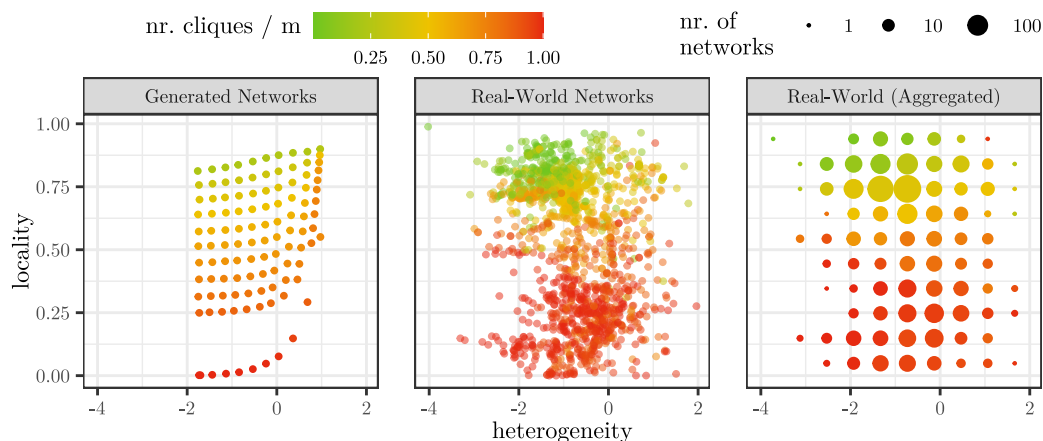 nr. cliques / m
0.25 0.50 0.75 1.00
nr. of
networks
1 10 100
Generated Networks
Real-World Networks
Real-World (Aggregated)
locality
1.00
0.75
0.50
0.25
0.00
-4 -2 0 2
-4 -2 0 2
-4 -2 0 2
heterogeneity